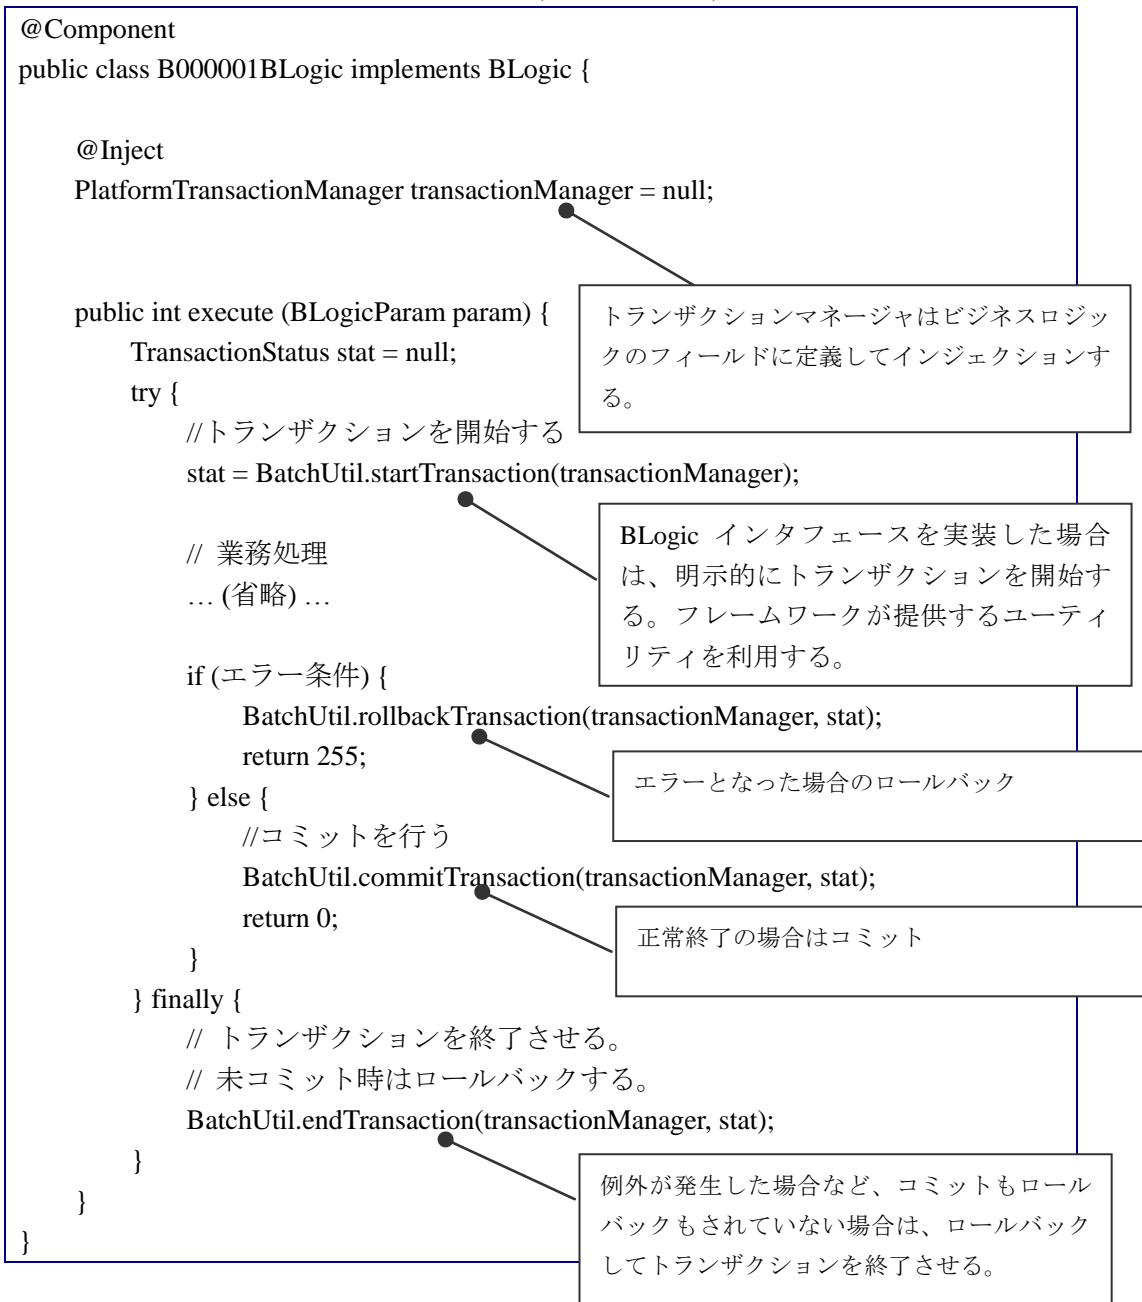 @Component
public class B000001BLogic implements BLogic {
@Inject
PlatformTransactionManager transactionManager = null;
public int execute (BLogicParam param) {
TransactionStatus stat = null;
try {
//トランザクションを開始する
stat = BatchUtil.startTransaction(transactionManager);
// 業務処理
… (省略) …
if (エラー条件) {
BatchUtil.rollbackTransaction(transactionManager, stat);
return 255;
} else {
//コミットを行う
BatchUtil.commitTransaction(transactionManager, stat);
return 0;
}
} finally {
// トランザクションを終了させる。
// 未コミット時はロールバックする。
BatchUtil.endTransaction(transactionManager, stat);
}
}
}
トランザクションマネージャはビジネスロジッ
クのフィールドに定義してインジェクションす
る。
BLogic インタフェースを実装した場合
は、明示的にトランザクションを開始す
る。フレームワークが提供するユーティ
リティを利用する。
エラーとなった場合のロールバック
正常終了の場合はコミット
例外が発生した場合など、コミットもロール
バックもされていない場合は、ロールバック
してトランザクションを終了させる。